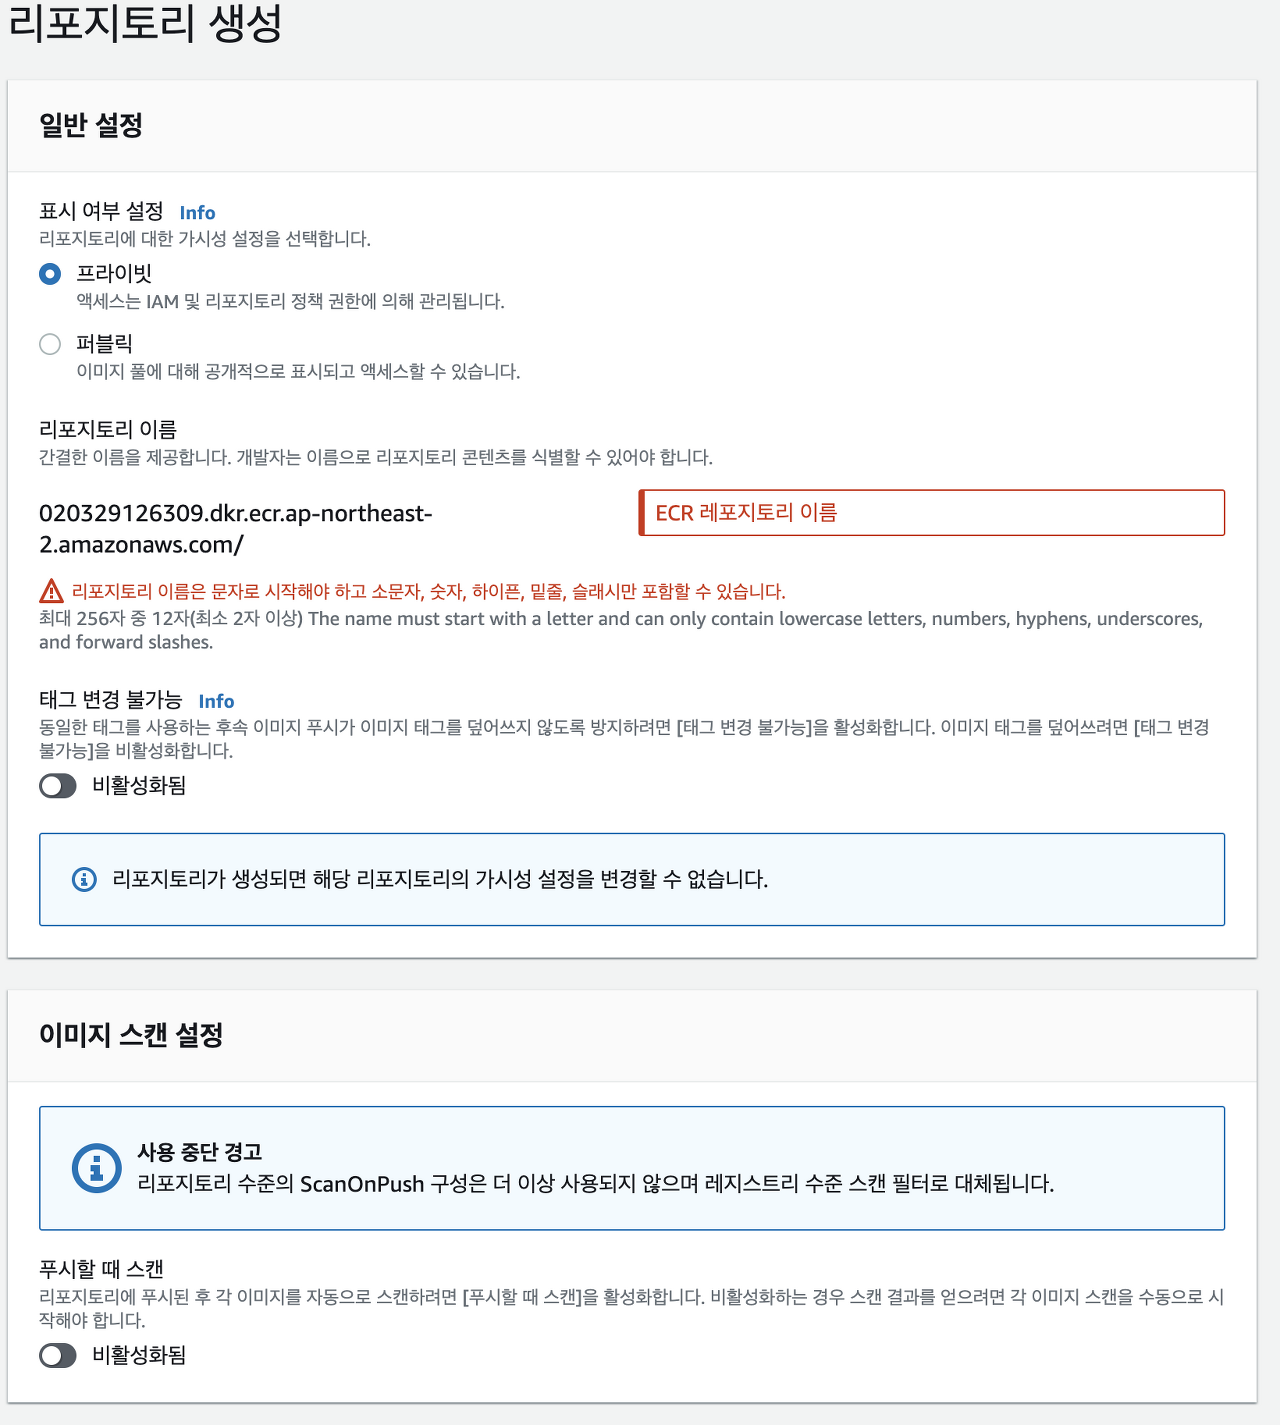 리포지토리 생성
일반 설정
표시 여부 설정 Info
리포지토리에 대한 가시성 설정을 선택합니다.
프라이빗
액세스는 IAM 및 리포지토리 정책 권한에 의해 관리됩니다.
퍼블릭
이미지 풀에 대해 공개적으로 표시되고 액세스할 수 있습니다.
리포지토리 이름
간결한 이름을 제공합니다. 개발자는 이름으로 리포지토리 콘텐츠를 식별할 수 있어야 합니다.
020329126309.dkr.ecr.ap-northeast-
2.amazonaws.com/
ECR 레포지토리 이름
리포지토리 이름은 문자로 시작해야 하고 소문자, 숫자, 하이픈, 밑줄, 슬래시만 포함할 수 있습니다.
최대 256자 중 12자(최소 2자 이상) The name must start with a letter and can only contain lowercase letters, numbers, hyphens, underscores,
and forward slashes.
태그 변경 불가능 Info
동일한 태그를 사용하는 후속 이미지 푸시가 이미지 태그를 덮어쓰지 않도록 방지하려면 [태그 변경 불가능]을 활성화합니다. 이미지 태그를 덮어쓰려면 [태그 변경
불가능]을 비활성화합니다.
비활성화됨
리포지토리가 생성되면 해당 리포지토리의 가시성 설정을 변경할 수 없습니다.
이미지 스캔 설정
사용 중단 경고
리포지토리 수준의 ScanOnPush 구성은 더 이상 사용되지 않으며 레지스트리 수준 스캔 필터로 대체됩니다.
푸시할 때 스캔
리포지토리에 푸시된 후 각 이미지를 자동으로 스캔하려면 [푸시할 때 스캔]을 활성화합니다. 비활성화하는 경우 스캔 결과를 얻으려면 각 이미지 스캔을 수동으로 시
작해야 합니다.
비활성화됨